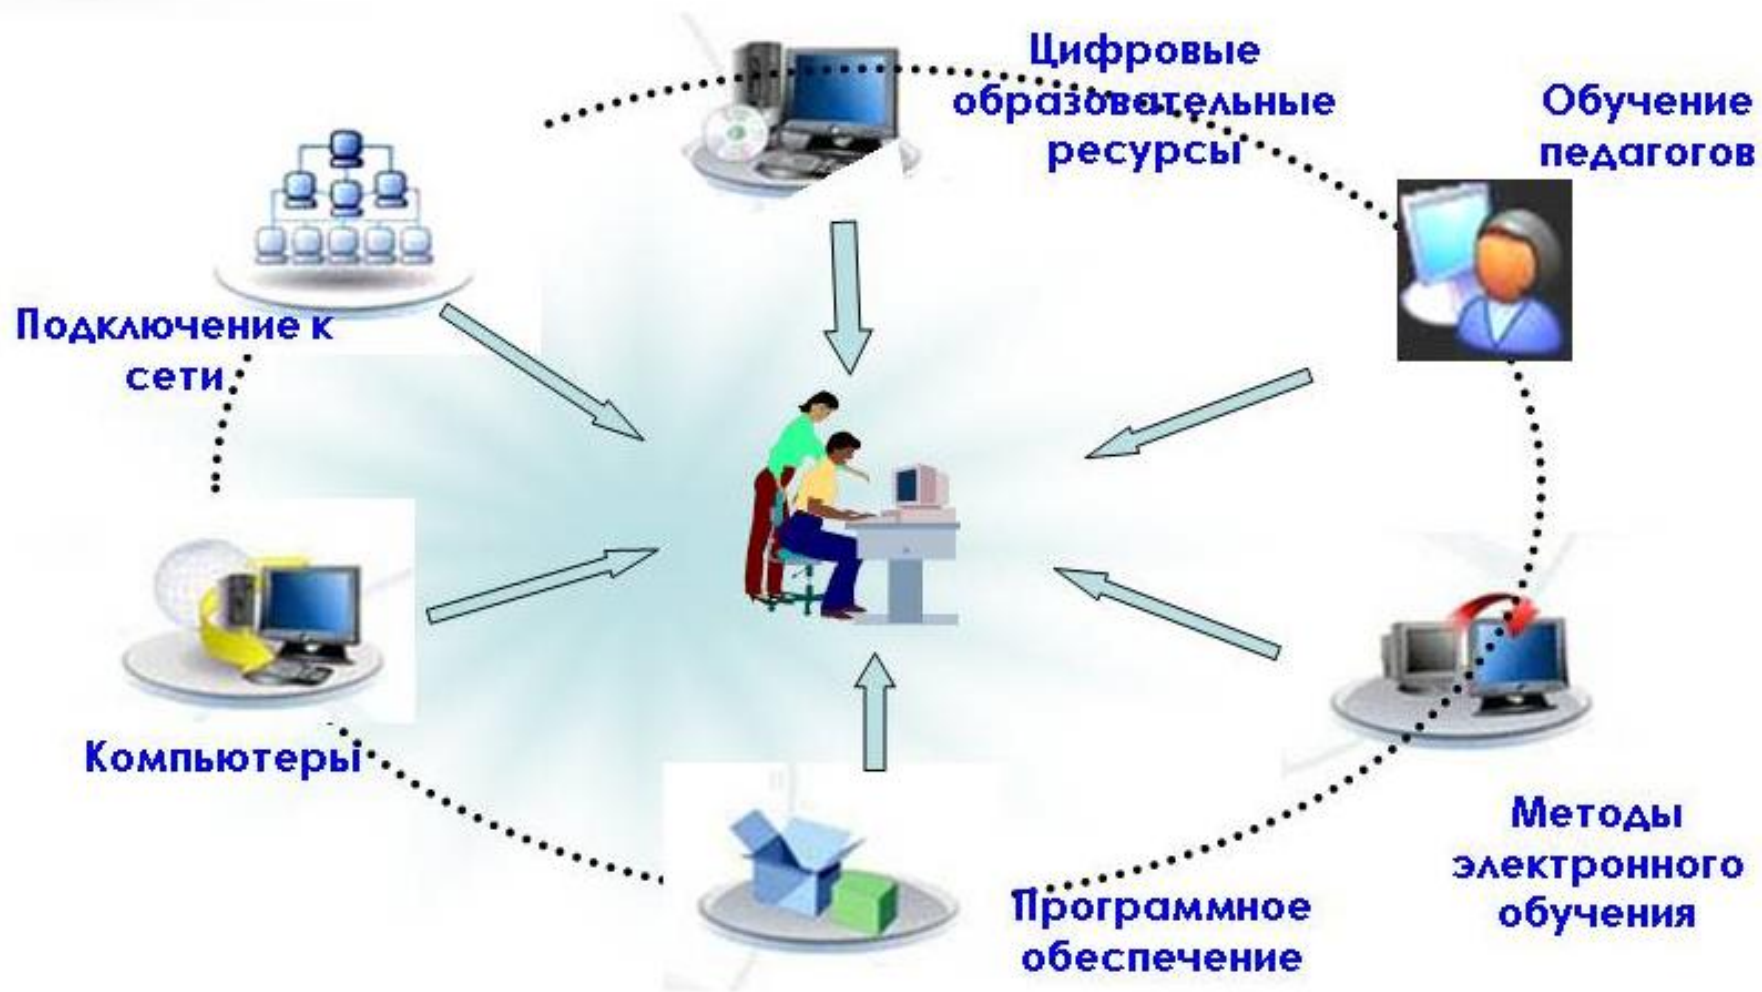 Цифровые
образовательные
ресурсы
Обучение
педагогов
Подключение к
сети
Компьютеры
Методы
электронного
обучения
Программное
обеспечение